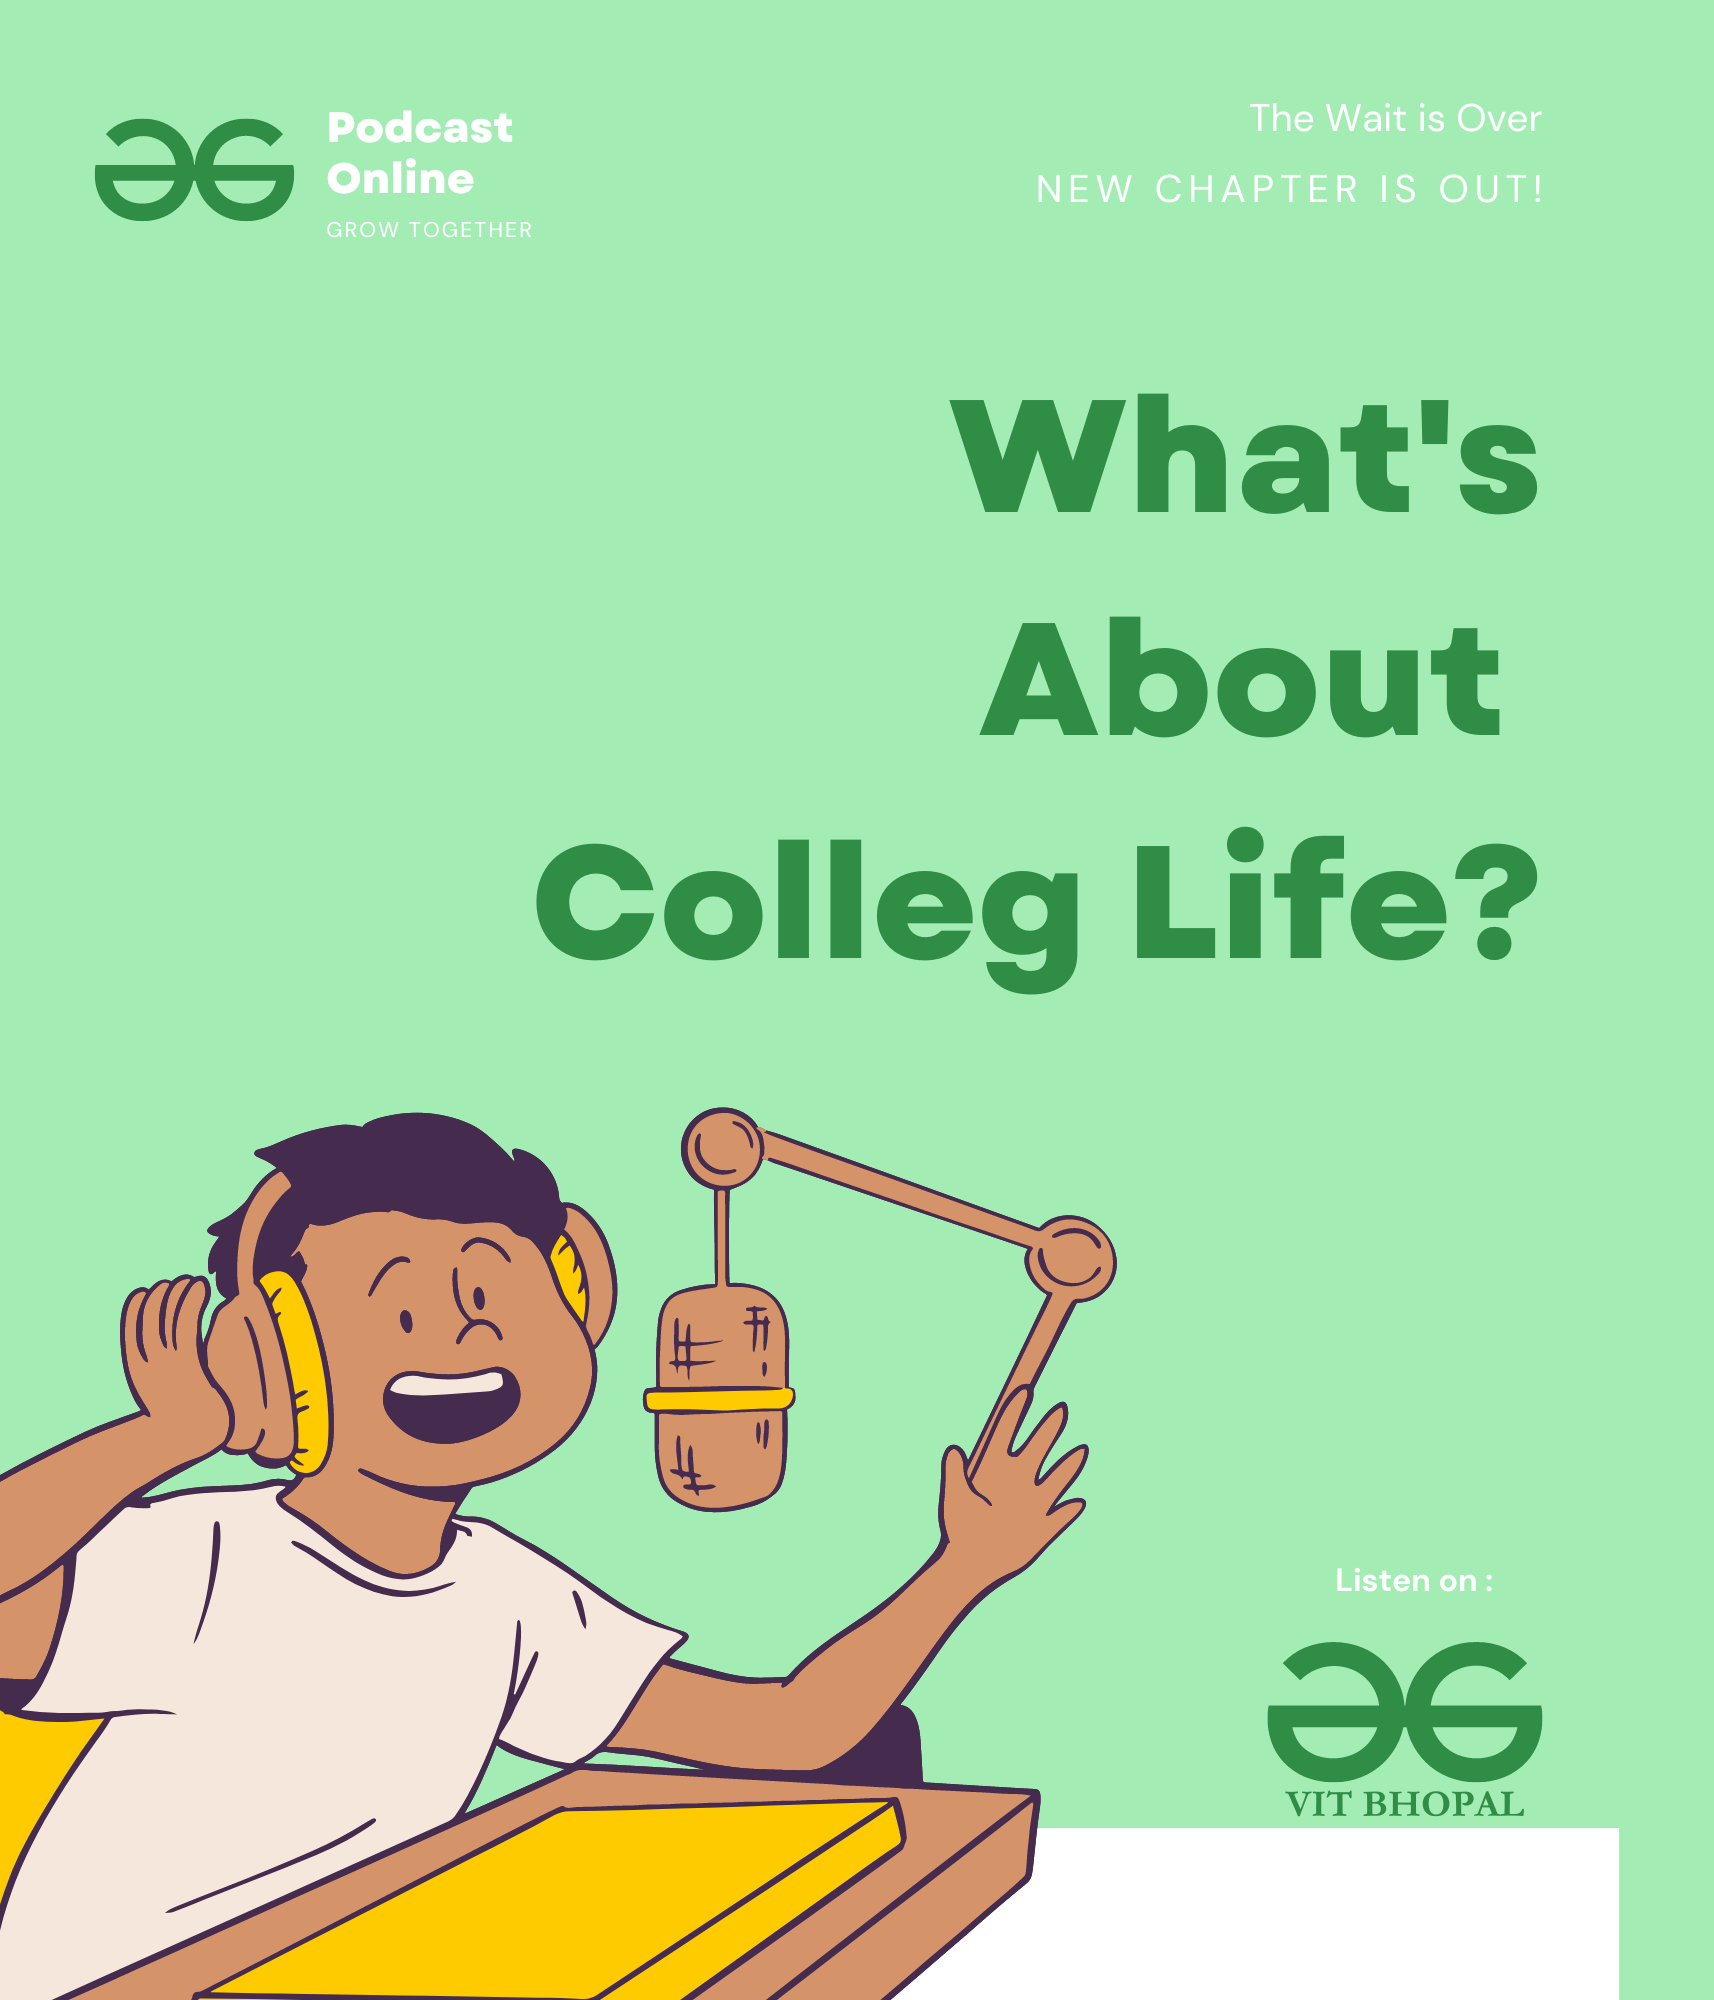 Podcast
Online
GROW TOGETHER
The Wait is Over
NEW CHAPTER IS OUT!
What's
About
Colleg Life?
Listen on :
VIT BHOPAL